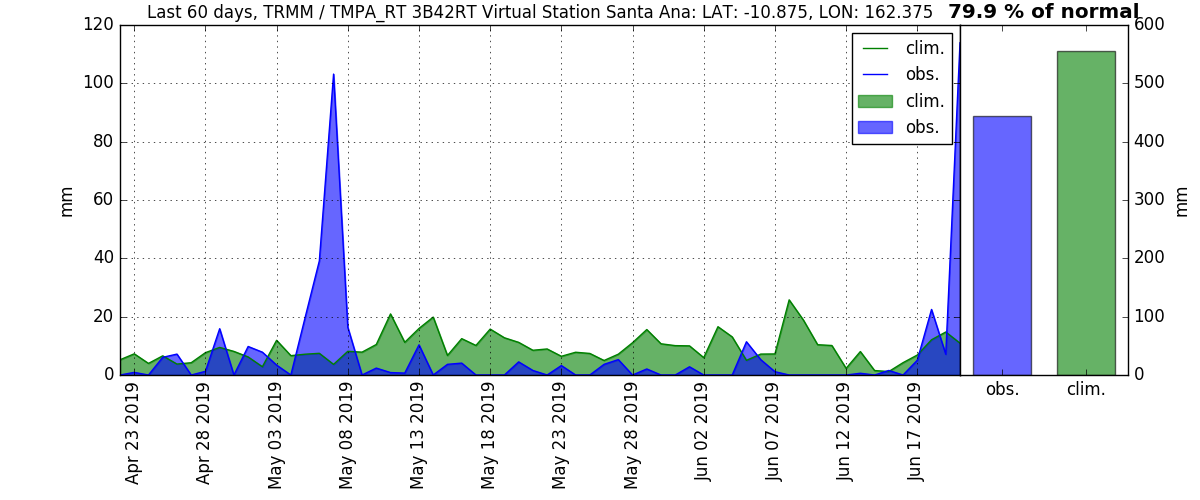 Last 60 days, TRMM / TMPA_RT 3B42RT Virtual Station Santa Ana: LAT: -10.875, LON: 162.375
79.9 % of normal
mm
120
100
80
60
40
20
0
clim.
obs.
clim.
obs.
Apr 23 2019
Apr 28 2019
May 03 2019
May 08 2019
May 13 2019
May 18 2019
May 23 2019
May 28 2019
Jun 02 2019
Jun 07 2019
Jun 12 2019
Jun 17 2019
600
500
400
300
200
100
0
mm
obs.
clim.